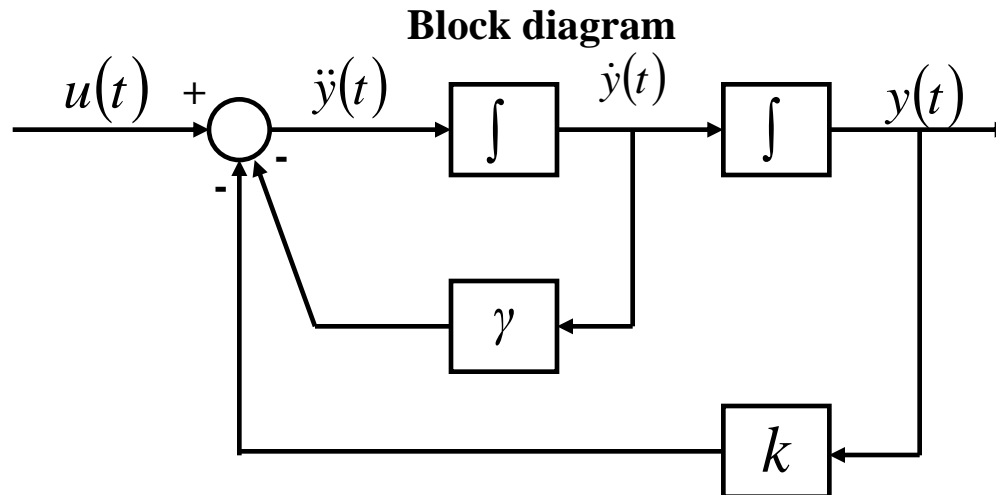 Block diagram
u(t) + ÿ(t) ∫ ẏ(t) ∫ y(t)
-
-
γ
k